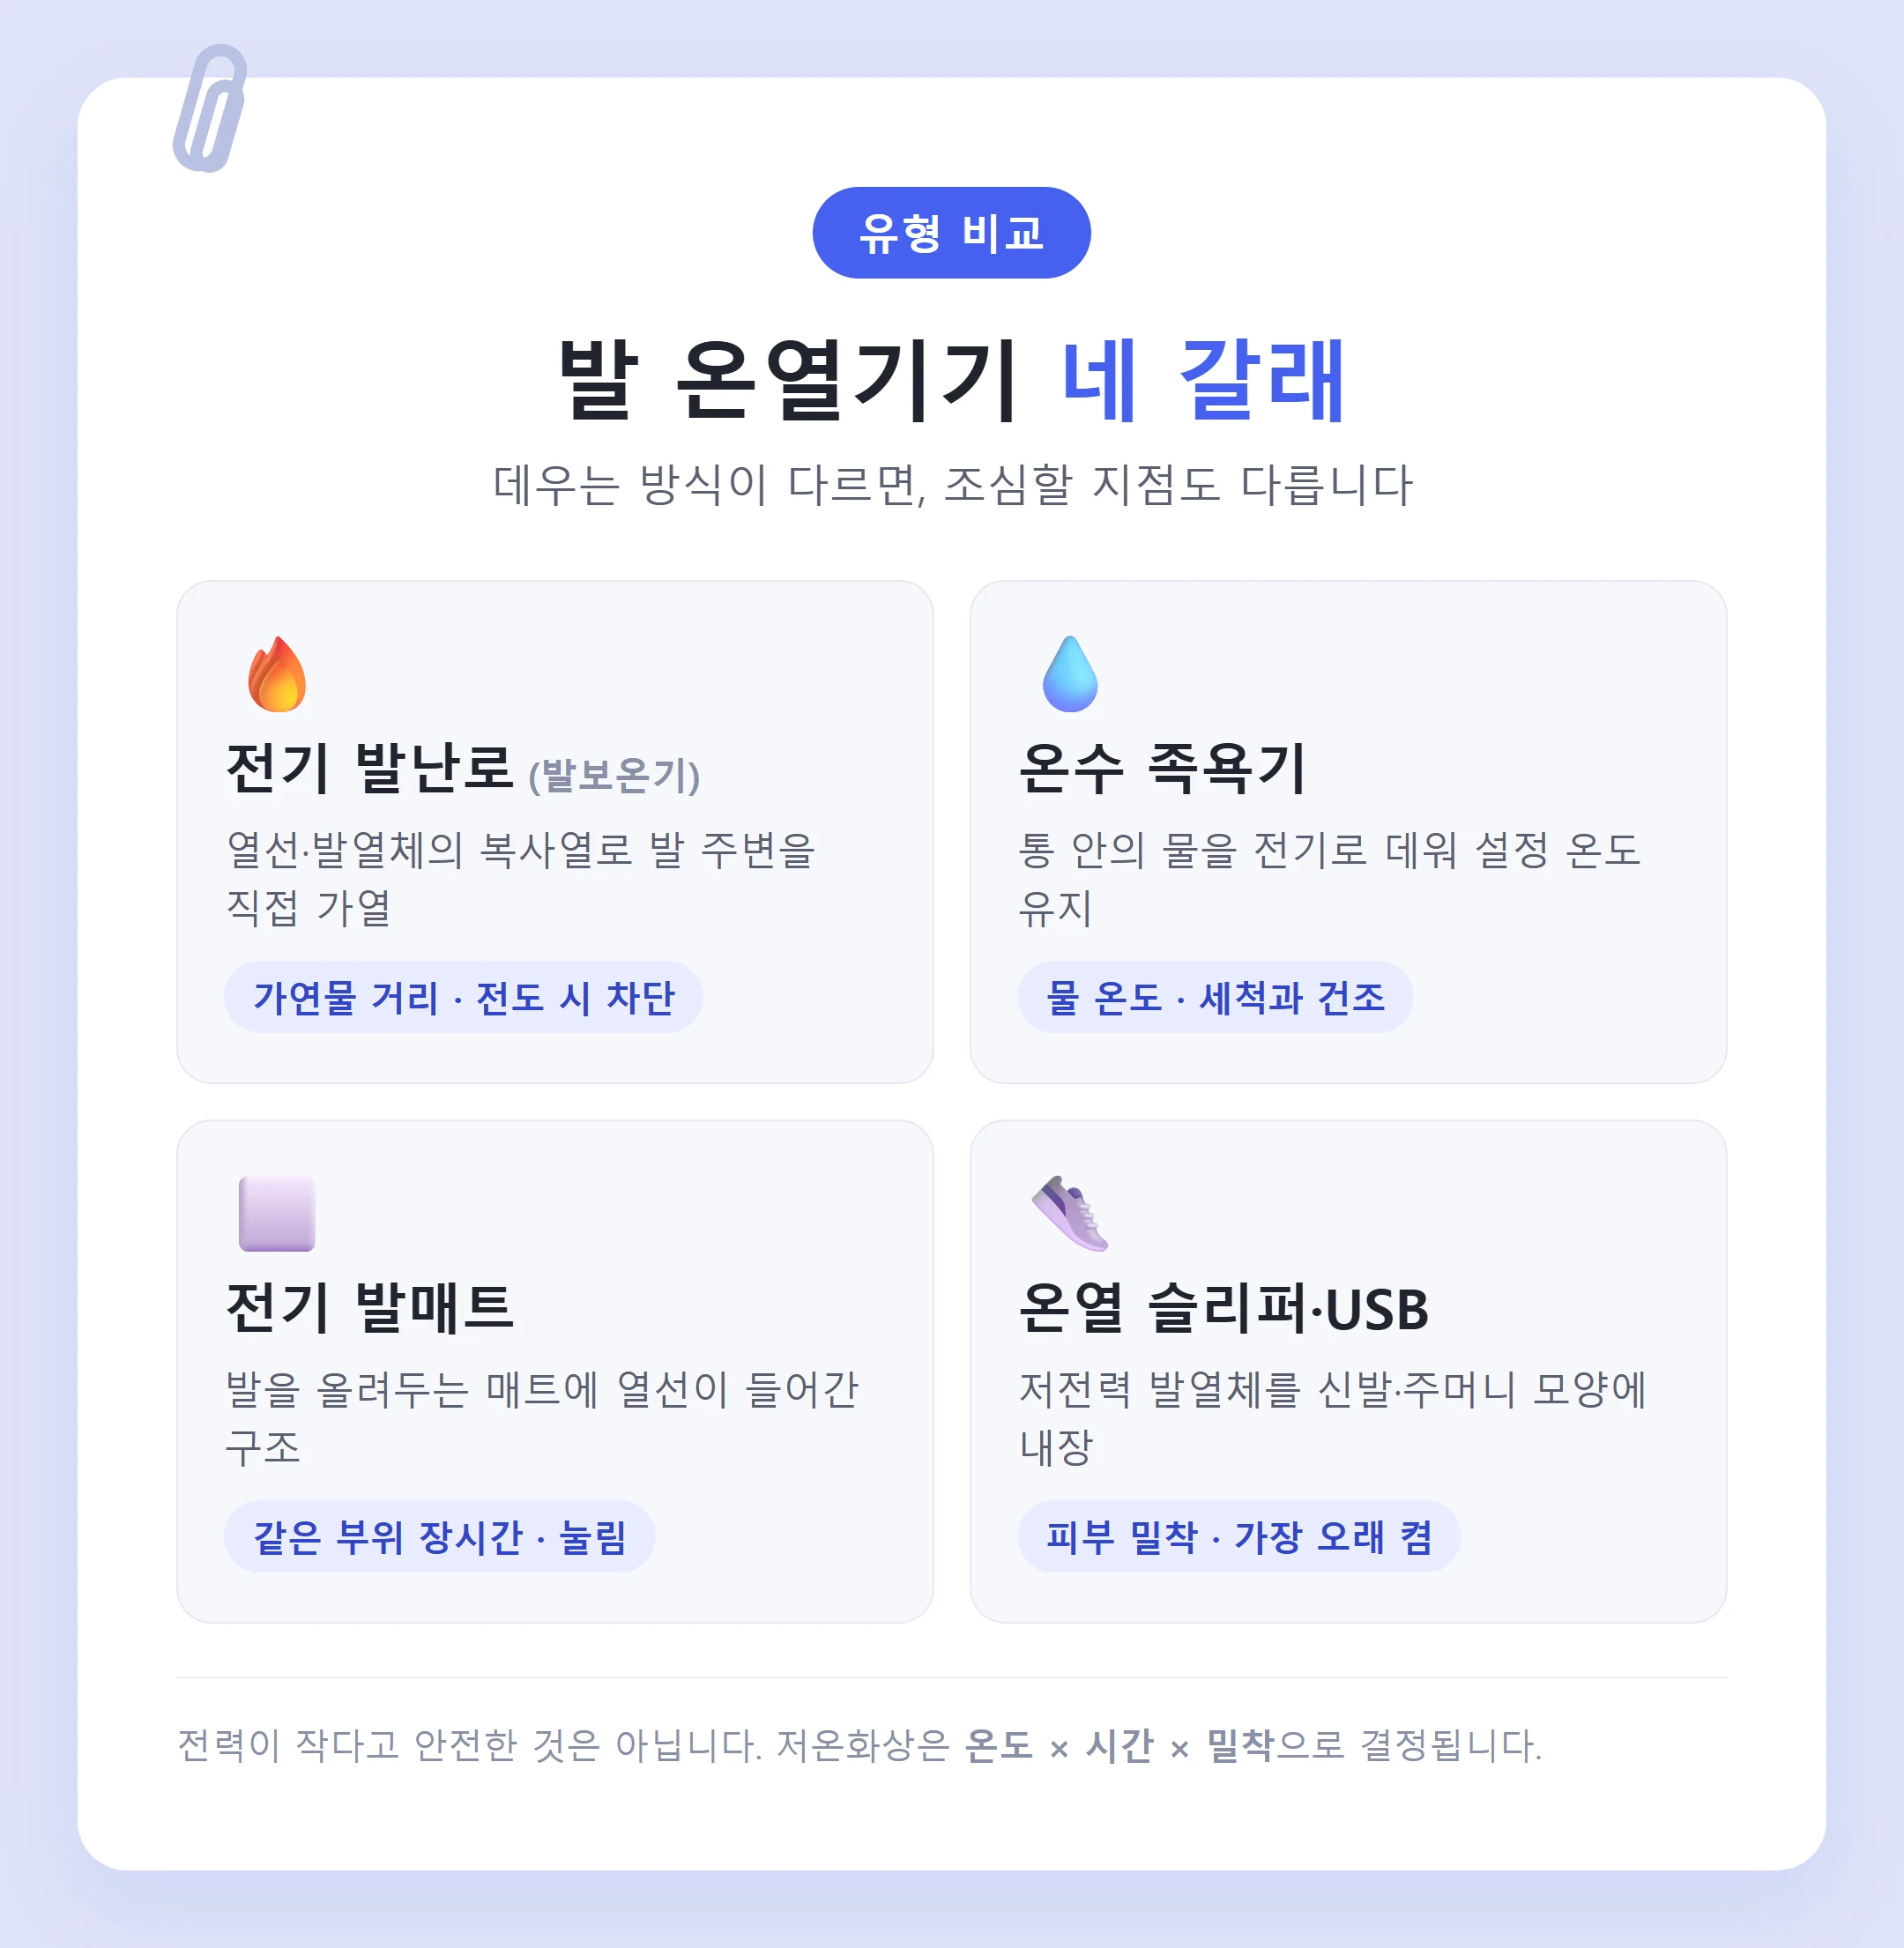 유형 비교
발 온열기기 네 갈래
데우는 방식이 다르면, 조심할 지점도 다릅니다
전기 발난로 (발보온기)
열선·발열체의 복사열로 발 주변을
직접 가열
가연물 거리 · 전도 시 차단
온수 족욕기
통 안의 물을 전기로 데워 설정 온도
유지
물 온도 · 세척과 건조
전기 발매트
발을 올려두는 매트에 열선이 들어간
구조
같은 부위 장시간 · 눌림
온열 슬리퍼·USB
저전력 발열체를 신발·주머니 모양에
내장
피부 밀착 · 가장 오래 켬
전력이 작다고 안전한 것은 아닙니다. 저온화상은 온도 × 시간 × 밀착으로 결정됩니다.